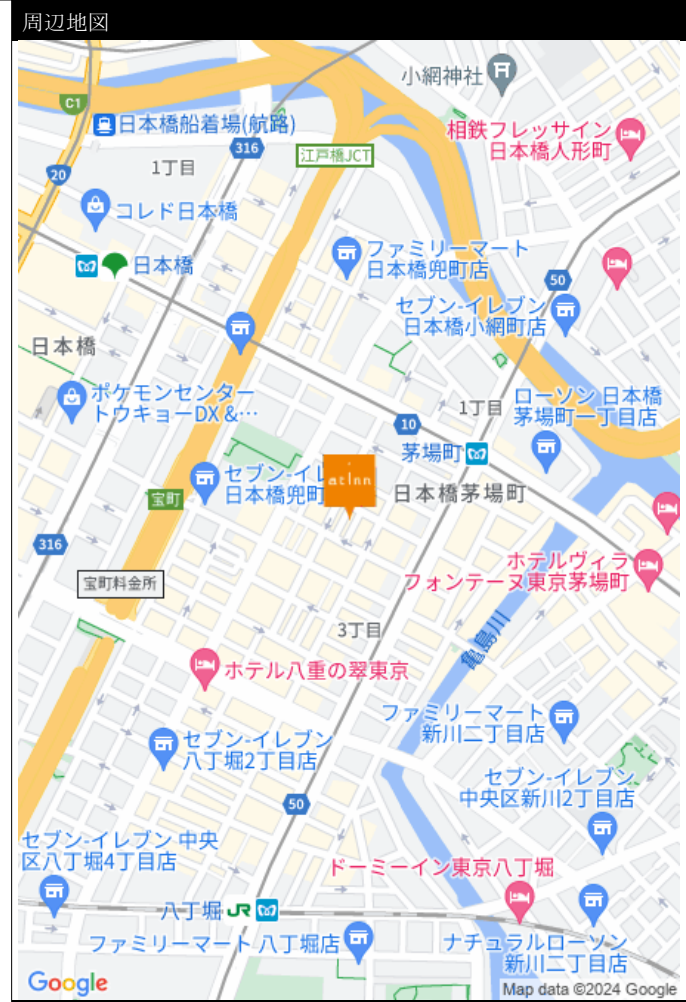 周辺地図
小網神社
C1
日本橋船着場(航路)
相鉄フレッサイン
日本橋人形町
316
江戸橋JCT
1丁目
20
コレド日本橋
ファミリーマート
日本橋兜町店
日本橋
50
セブン-イレブン
日本橋小網町店
日本橋
ポケモンセンター
トウキョーDX &…
ローソン 日本橋
茅場町一丁目店
1丁目
10
茅場町
セブン-イレ
日本橋兜町
at inn
日本橋茅場町
宝町
316
宝町料金所
ホテルヴィラ
フォンテーヌ東京茅場町
3丁目
亀島川
ホテル八重の翠東京
ファミリーマート
新川二丁目店
セブン-イレブン
八丁堀2丁目店
セブン-イレブン
中央区新川2丁目店
50
セブン-イレブン 中央
区八丁堀4丁目店
ドーミーイン東京八丁堀
八丁堀 JR
ファミリーマート 八丁堀店
ナチュラルローソン
新川二丁目店
Google
Map data ©2024 Google